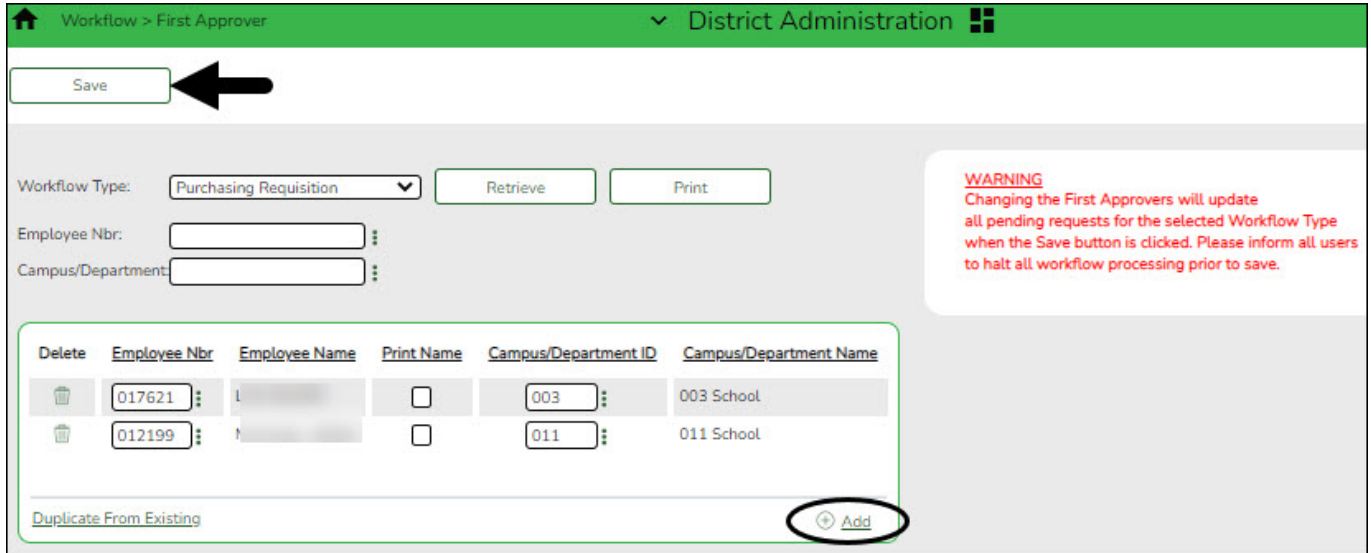 Workflow > First Approver
District Administration
Save
Workflow Type:
Purchasing Requisition
Retrieve
Print
WARNING
Changing the First Approvers will update
all pending requests for the selected Workflow Type
when the Save button is clicked. Please inform all users
to halt all workflow processing prior to save.
Employee Nbr:
Campus/Department:
Delete Employee Nbr Employee Name Print Name Campus/Department ID Campus/Department Name
017621 003 003 School
012199 011 011 School
Duplicate From Existing Add